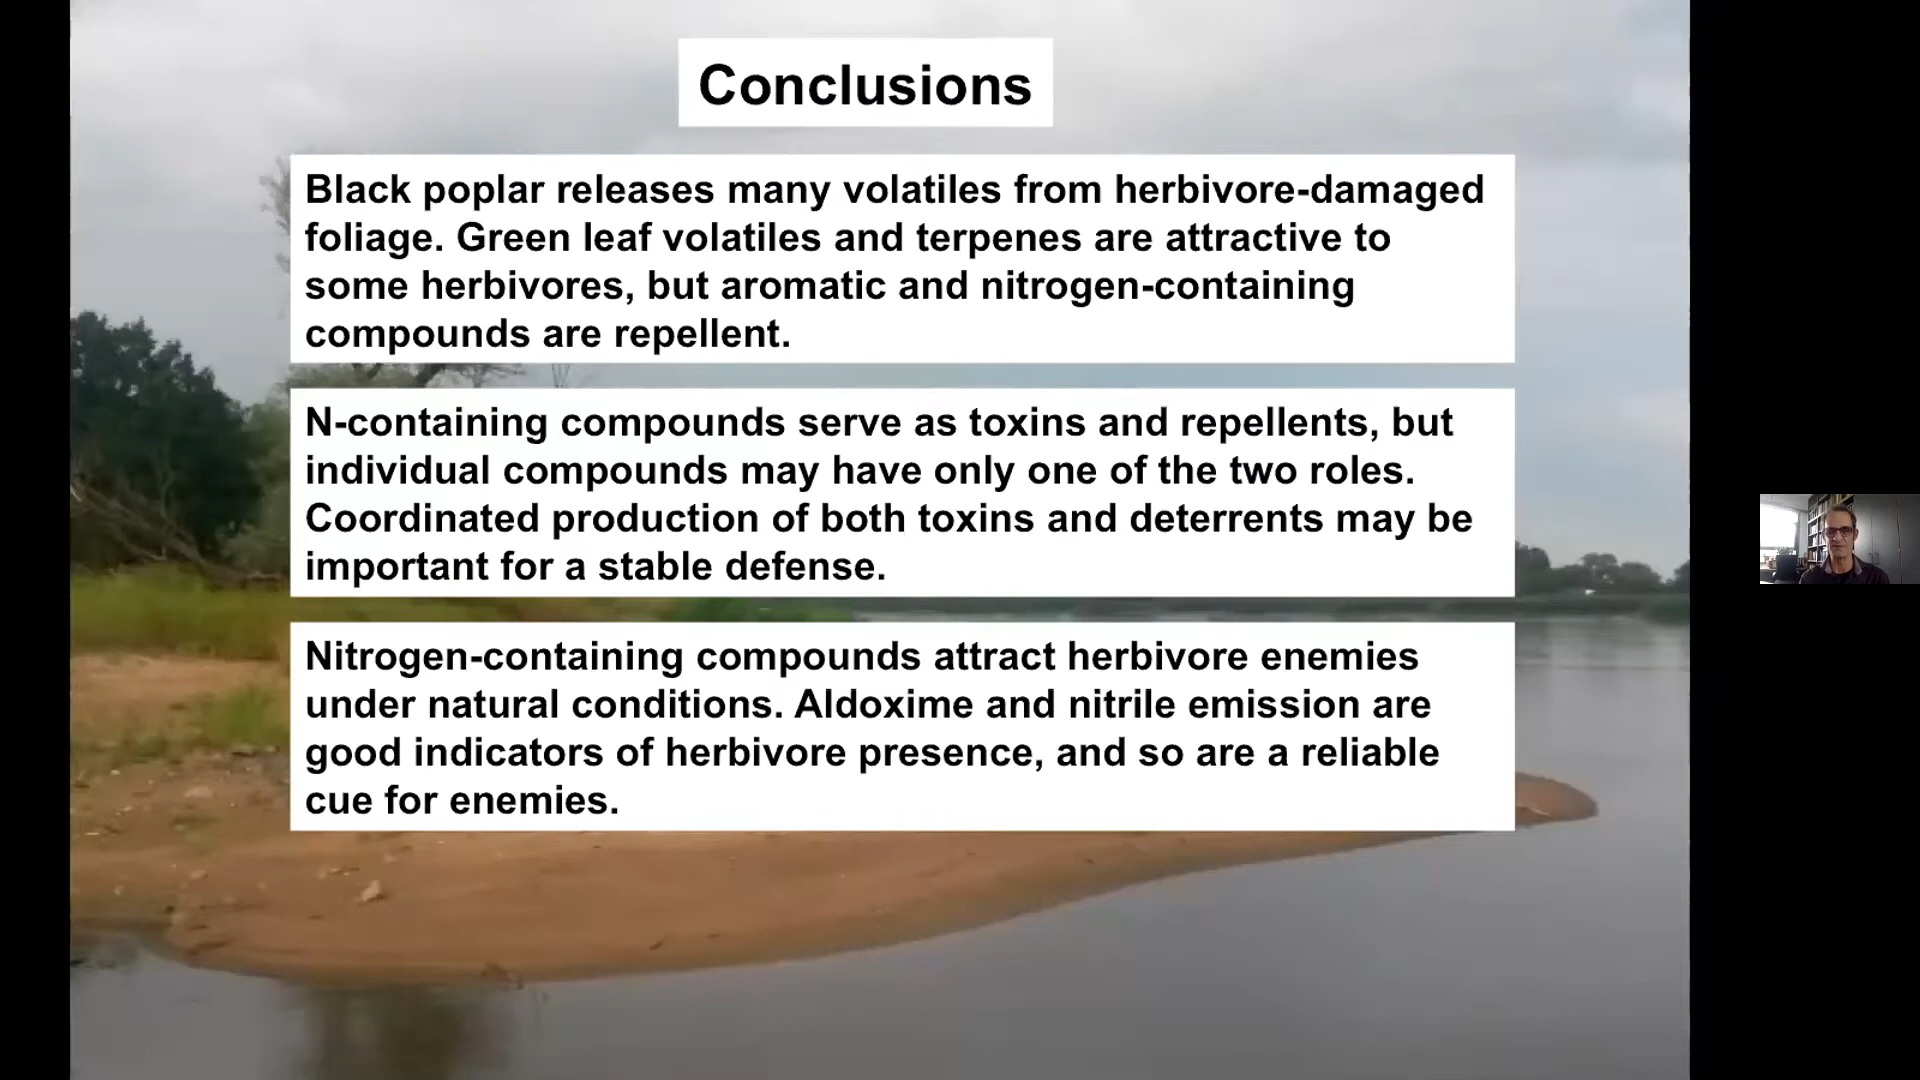 Conclusions
Black poplar releases many volatiles from herbivore-damaged
foliage. Green leaf volatiles and terpenes are attractive to
some herbivores, but aromatic and nitrogen-containing
compounds are repellent.
N-containing compounds serve as toxins and repellents, but
individual compounds may have only one of the two roles.
Coordinated production of both toxins and deterrents may be
important for a stable defense.
Nitrogen-containing compounds attract herbivore enemies
under natural conditions. Aldoxime and nitrile emission are
good indicators of herbivore presence, and so are a reliable
cue for enemies.